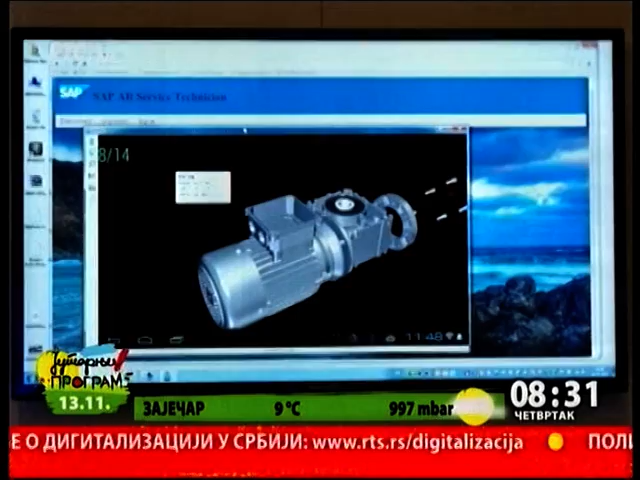 SAP SAP AR Service Technician
8/14
11:48
Јутарњи
ПРОГРАМ
13.11.
ЗАЈЕЧАР 9°C 997 mbar
08:31
ЧЕТВРТАК
Е О ДИГИТАЛИЗАЦИЈИ У СРБИЈИ: www.rts.rs/digitalizacija ПОЛИ